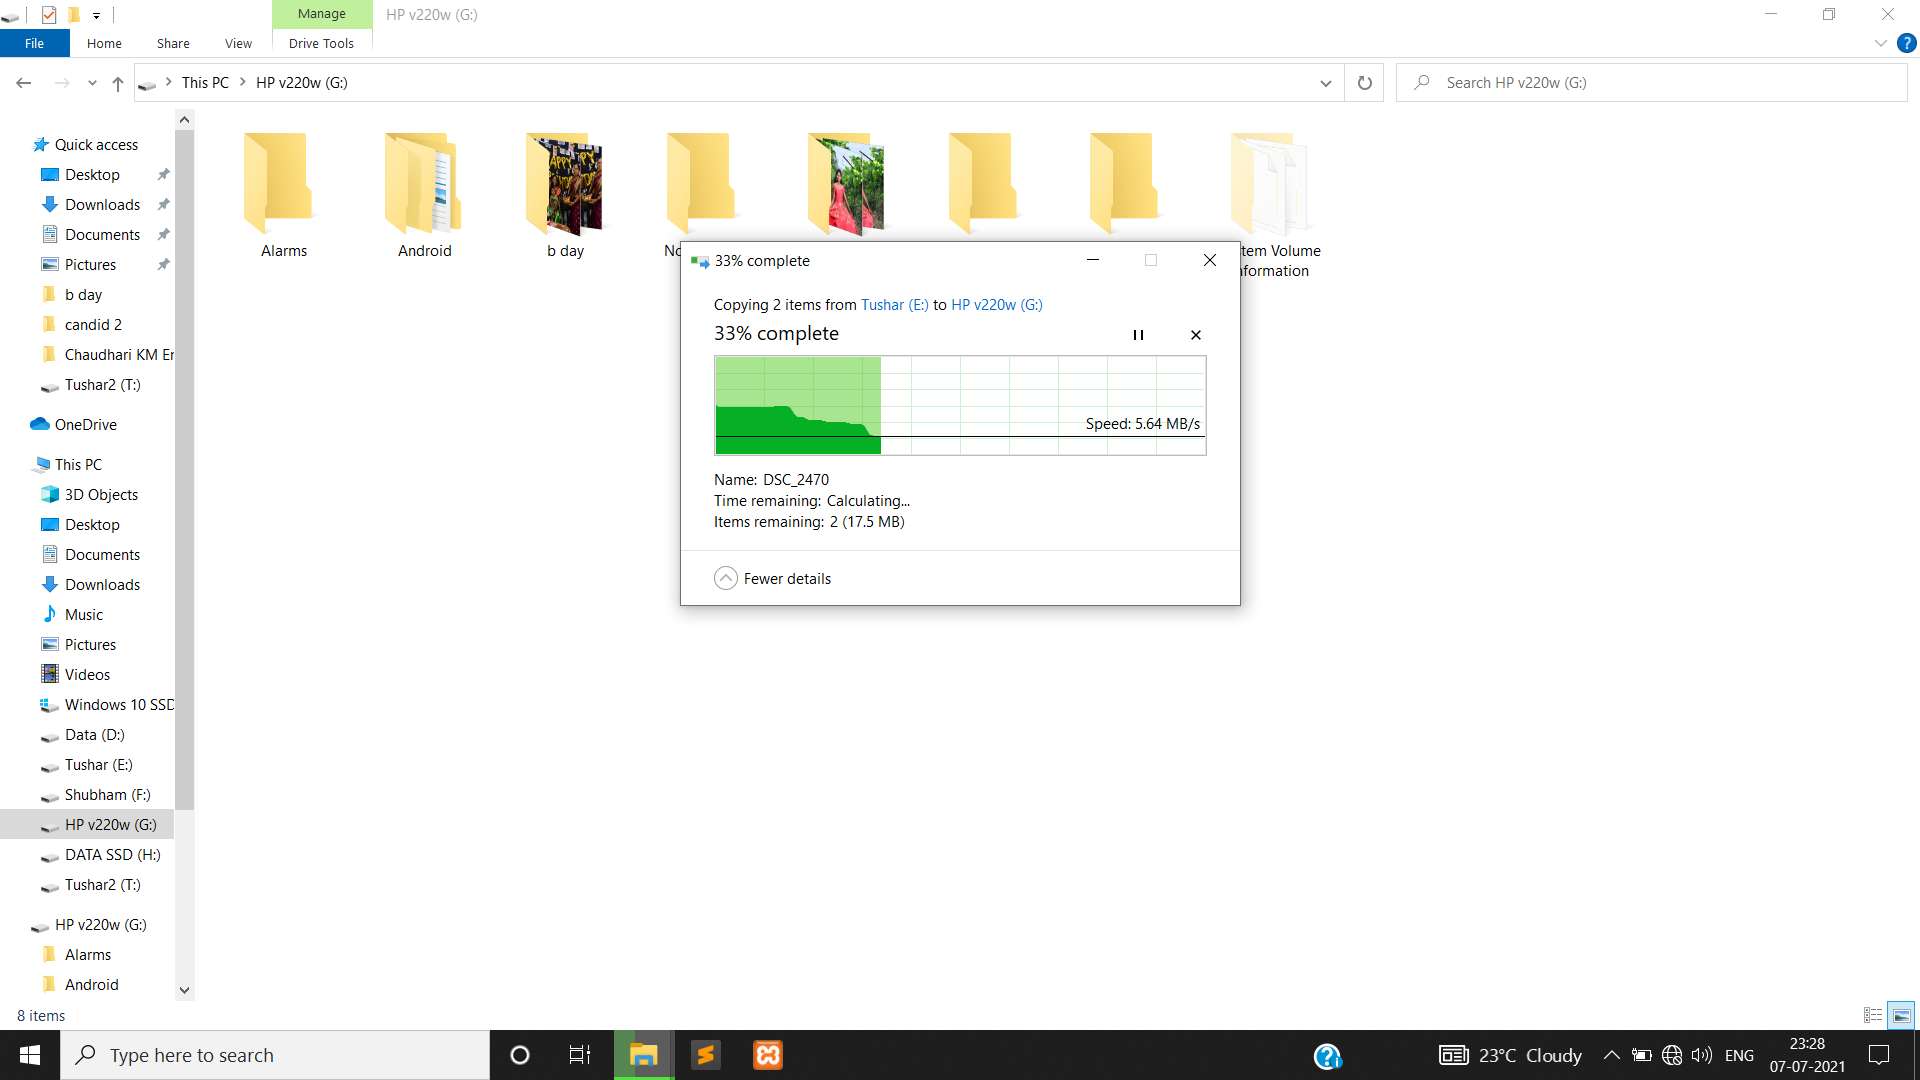 Manage
HP v220w (G:)
File
Home
Share
View
Drive Tools
This PC
HP v220w (G:)
Search HP v220w (G:)
Quick access
Desktop
Downloads
Documents
Pictures
b day
candid 2
Chaudhari KM Er
Tushar2 (T:)
OneDrive
This PC
3D Objects
Desktop
Documents
Downloads
Music
Pictures
Videos
Windows 10 SSD
Data (D:)
Tushar (E:)
Shubham (F:)
HP v220w (G:)
DATA SSD (H:)
Tushar2 (T:)
HP v220w (G:)
Alarms
Android
8 items
Alarms
Android
b day
No
tem Volume
formation
33% complete
Copying 2 items from Tushar (E:) to HP v220w (G:)
33% complete
Speed: 5.64 MB/s
Name: DSC_2470
Time remaining: Calculating...
Items remaining: 2 (17.5 MB)
Fewer details
Type here to search
23°C Cloudy
ENG
23:28
07-07-2021